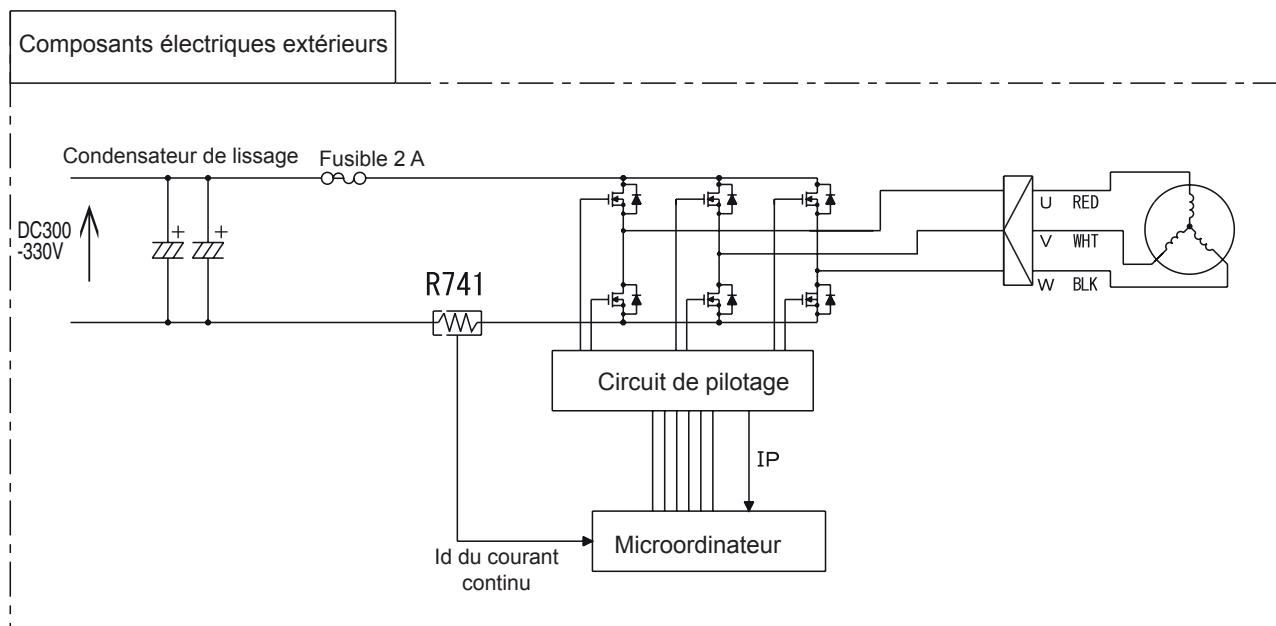 Composants électriques extérieurs
Condensateur de lissage
Fusible 2 A
DC300
-330V
+
+
R741
U RED
V WHT
W BLK
Circuit de pilotage
IP
Id du courant
continu
Microordinateur